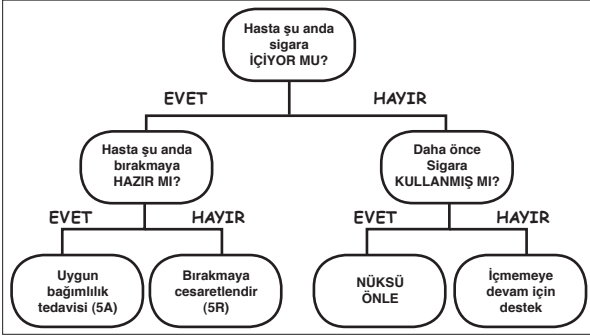 Hasta şu anda
sigara
İÇİYOR MU?
EVET
HAYIR
Hasta şu anda
bırakmaya
HAZIR MI?
Daha önce
Sigara
KULLANMIŞ MI?
EVET
HAYIR
EVET
HAYIR
Uygun
bağımlılık
tedavisi (5A)
Bırakmaya
cesaretlendir
(5R)
NÜKSÜ
ÖNLE
İçmemeye
devam için
destek